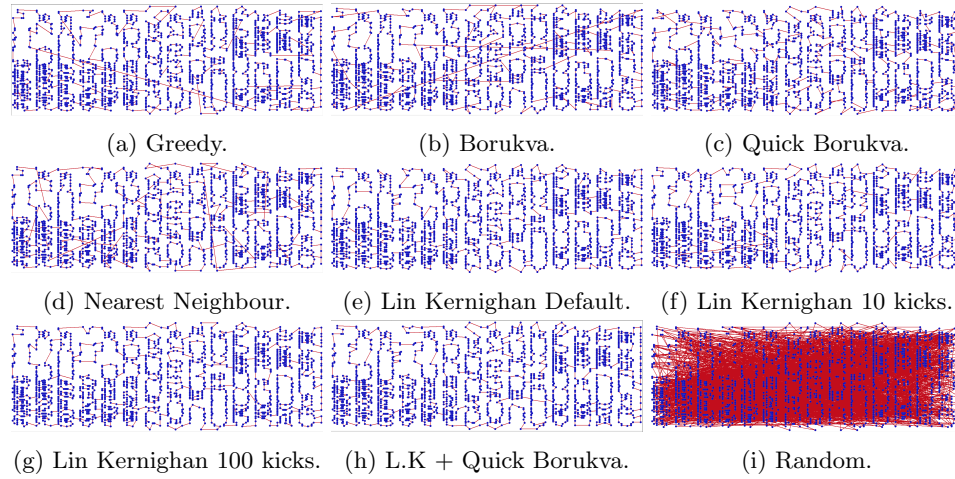 (a) Greedy.
(b) Borukva.
(c) Quick Borukva.
(d) Nearest Neighbour.
(e) Lin Kernighan Default.
(f) Lin Kernighan 10 kicks.
(g) Lin Kernighan 100 kicks.
(h) L.K + Quick Borukva.
(i) Random.